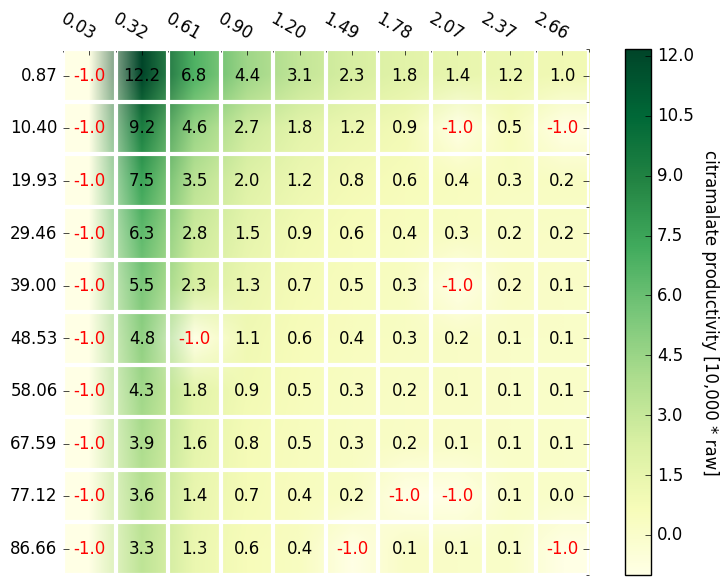 0.03 0.32 0.61 0.90 1.20 1.49 1.78 2.07 2.37 2.66
0.87 -1.0 12.2 6.8 4.4 3.1 2.3 1.8 1.4 1.2 1.0
10.40 -1.0 9.2 4.6 2.7 1.8 1.2 0.9 -1.0 0.5 -1.0
19.93 -1.0 7.5 3.5 2.0 1.2 0.8 0.6 0.4 0.3 0.2
29.46 -1.0 6.3 2.8 1.5 0.9 0.6 0.4 0.3 0.2 0.2
39.00 -1.0 5.5 2.3 1.3 0.7 0.5 0.3 -1.0 0.2 0.1
48.53 -1.0 4.8 -1.0 1.1 0.6 0.4 0.3 0.2 0.1 0.1
58.06 -1.0 4.3 1.8 0.9 0.5 0.3 0.2 0.1 0.1 0.1
67.59 -1.0 3.9 1.6 0.8 0.5 0.3 0.2 0.1 0.1 0.1
77.12 -1.0 3.6 1.4 0.7 0.4 0.2 -1.0 -1.0 0.1 0.0
86.66 -1.0 3.3 1.3 0.6 0.4 -1.0 0.1 0.1 0.1 -1.0
12.0
10.5
9.0
7.5
6.0
4.5
3.0
1.5
0.0
citramalate productivity [10,000 * raw]